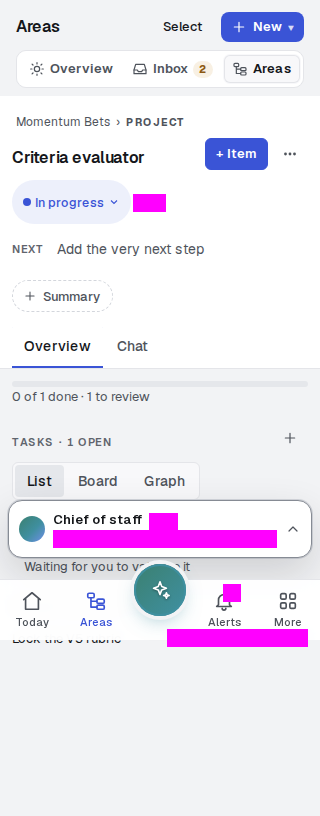 Areas
Select
+ New ▾
Overview
Inbox 2
Areas
Momentum Bets › PROJECT
Criteria evaluator
+ Item
In progress
NEXT Add the very next step
+ Summary
Overview
Chat
0 of 1 done · 1 to review
TASKS · 1 OPEN
List
Board
Graph
Chief of staff
Waiting for you to
it
Today
Areas
Alerts
More